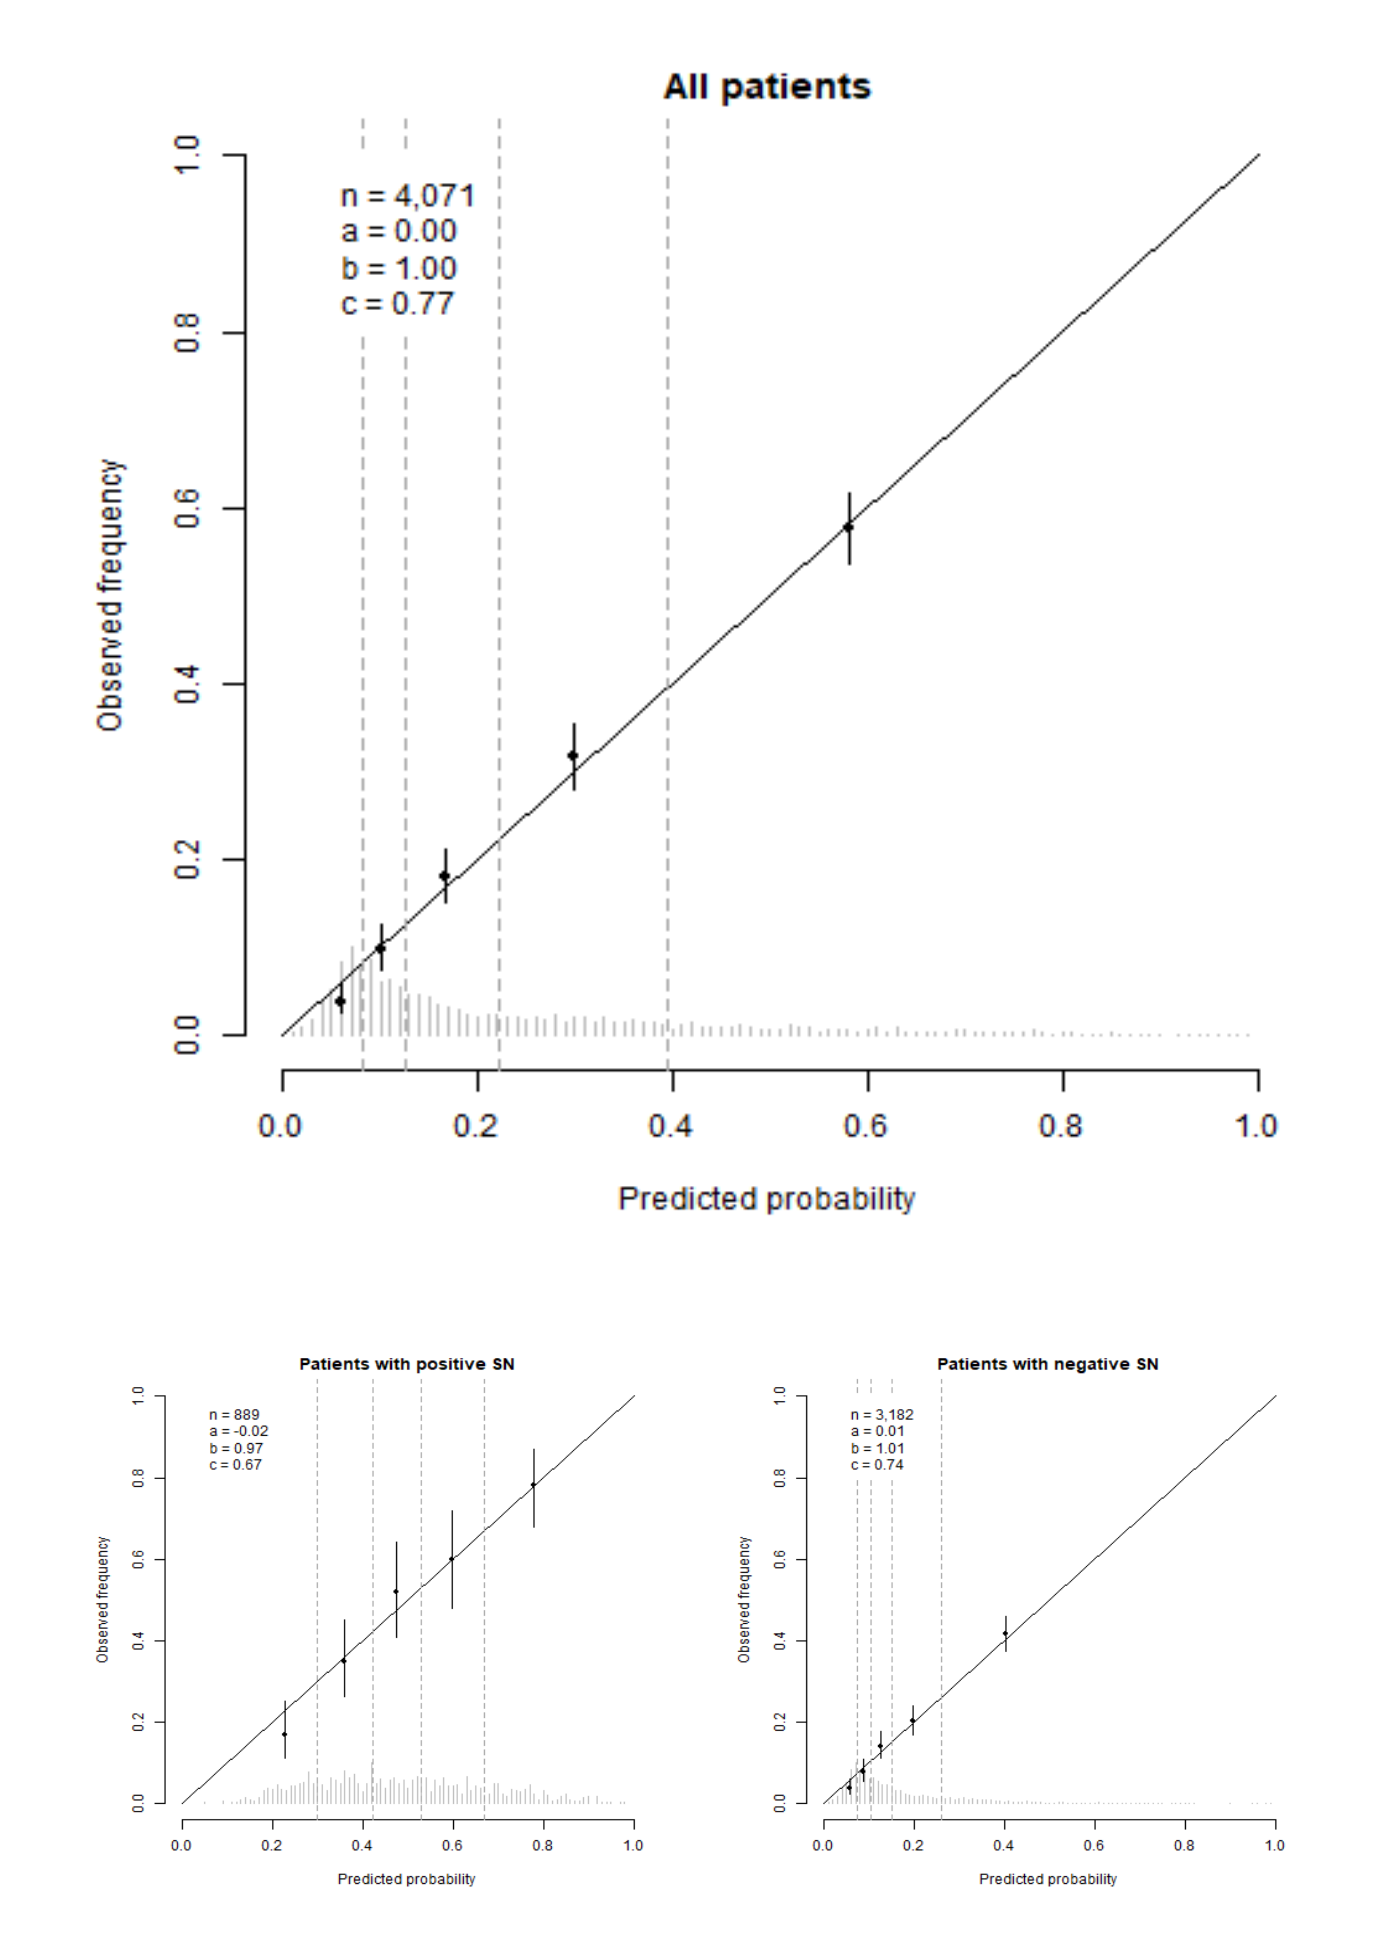 All patients
n = 4,071
a = 0.00
b = 1.00
c = 0.77
Observed frequency
1.0
0.8
0.6
0.4
0.2
0.0
0.0 0.2 0.4 0.6 0.8 1.0
Predicted probability
Patients with positive SN
n = 889
a = -0.02
b = 0.97
c = 0.67
Observed frequency
1.0
0.8
0.6
0.4
0.2
0.0
0.0 0.2 0.4 0.6 0.8 1.0
Predicted probability
Patients with negative SN
n = 3,182
a = 0.01
b = 1.01
c = 0.74
Observed frequency
1.0
0.8
0.6
0.4
0.2
0.0
0.0 0.2 0.4 0.6 0.8 1.0
Predicted probability